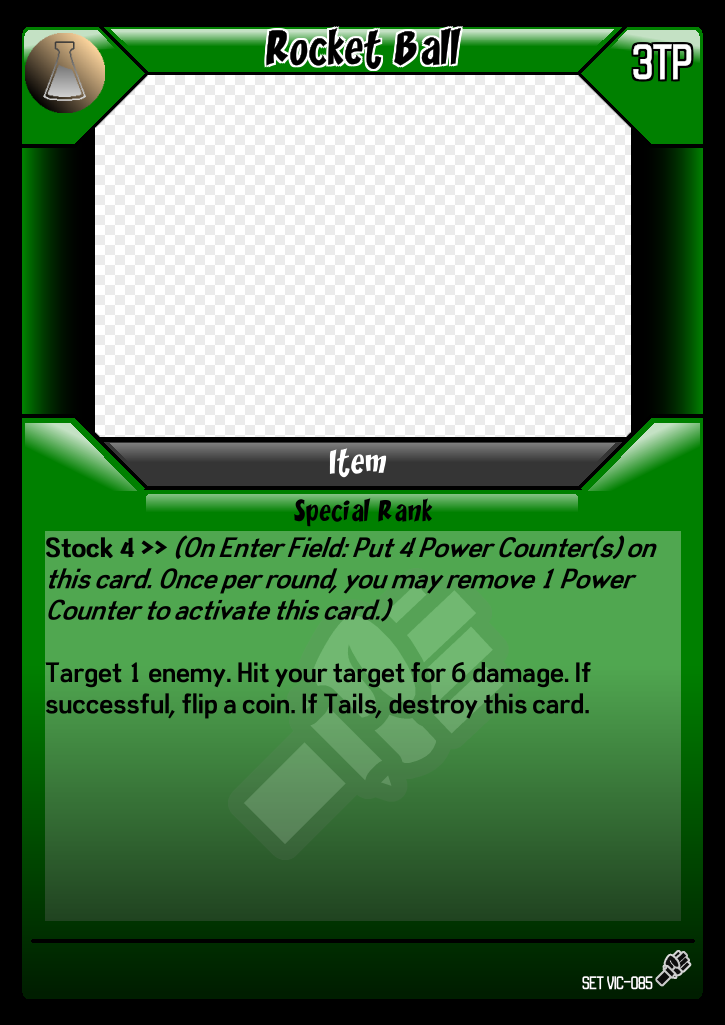 Rocket Ball
3TP
Item
Special Rank
Stock 4 >> (On Enter Field: Put 4 Power Counter(s) on
this card. Once per round, you may remove 1 Power
Counter to activate this card.)
Target 1 enemy. Hit your target for 6 damage. If
successful, flip a coin. If Tails, destroy this card.
SET VIC-085